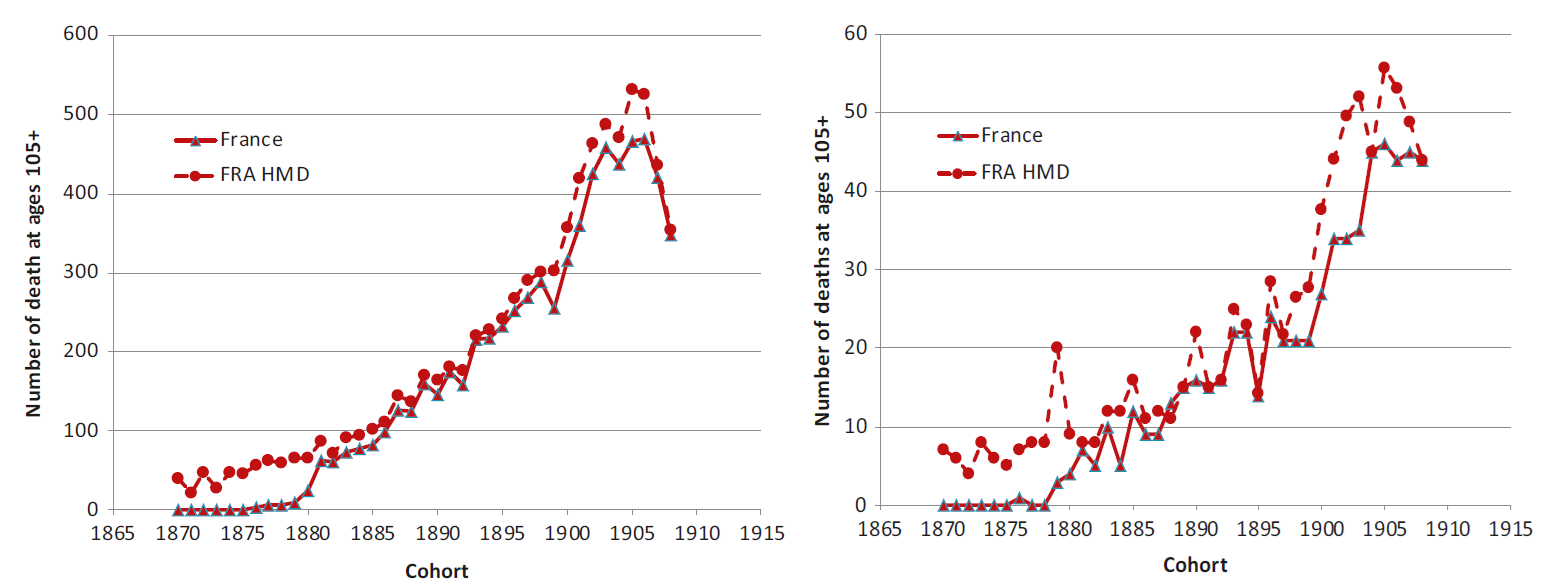 600
500
400
300
200
100
0
Number of death at ages 105+
France
FRA HMD
1865 1870 1875 1880 1885 1890 1895 1900 1905 1910 1915
Cohort
60
50
40
30
20
10
0
Number of deaths at ages 105+
France
FRA HMD
1865 1870 1875 1880 1885 1890 1895 1900 1905 1910 1915
Cohort